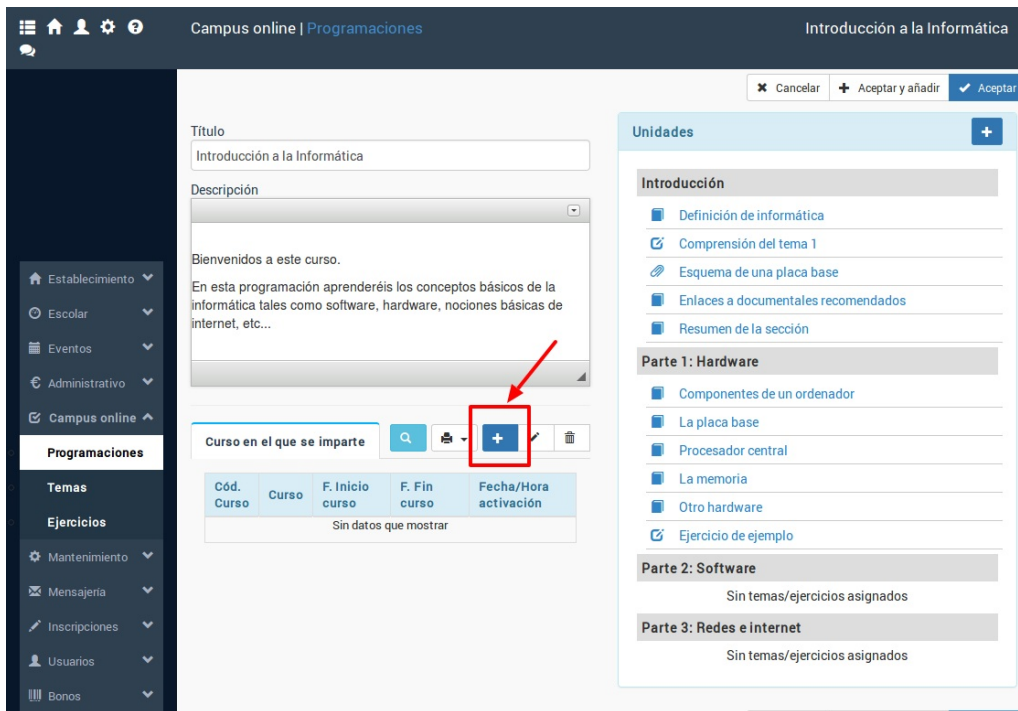 Campus online | Programaciones
Introducción a la Informática
Cancelar
Aceptar y añadir
Aceptar
Establecimiento
Escolar
Eventos
Administrativo
Campus online
Programaciones
Temas
Ejercicios
Mantenimiento
Mensajería
Inscripciones
Usuarios
Bonos
Título
Introducción a la Informática
Descripción
Bienvenidos a este curso.
En esta programación aprenderéis los conceptos básicos de la
informática tales como software, hardware, nociones básicas de
internet, etc...
Curso en el que se imparte
Cód. Curso
Curso
F. Inicio curso
F. Fin curso
Fecha/Hora activación
Sin datos que mostrar
Unidades
Introducción
Definición de informática
Comprensión del tema 1
Esquema de una placa base
Enlaces a documentales recomendados
Resumen de la sección
Parte 1: Hardware
Componentes de un ordenador
La placa base
Procesador central
La memoria
Otro hardware
Ejercicio de ejemplo
Parte 2: Software
Sin temas/ejercicios asignados
Parte 3: Redes e internet
Sin temas/ejercicios asignados